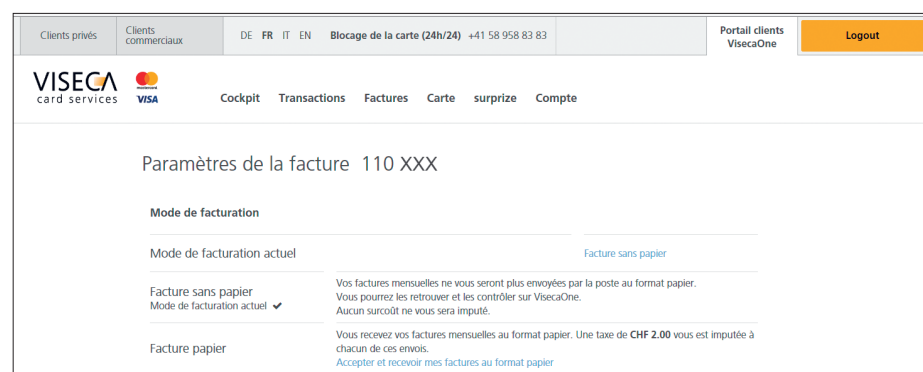 Clients privés
Clients
commerciaux
DE FR IT EN Blocage de la carte (24h/24) +41 58 958 83 83
Portail clients
VisecaOne
Logout
VISECA
card services
mastercard
VISA
Cockpit Transactions Factures Carte surprize Compte
Paramètres de la facture 110 XXX
Mode de facturation
Mode de facturation actuel
Facture sans papier
Facture sans papier
Mode de facturation actuel ✔
Vos factures mensuelles ne vous seront plus envoyées par la poste au format papier.
Vous pourrez les retrouver et les contrôler sur VisecaOne.
Aucun surcoût ne vous sera imputé.
Facture papier
Vous recevez vos factures mensuelles au format papier. Une taxe de CHF 2.00 vous est imputée à
chacun de ces envois.
Accepter et recevoir mes factures au format papier